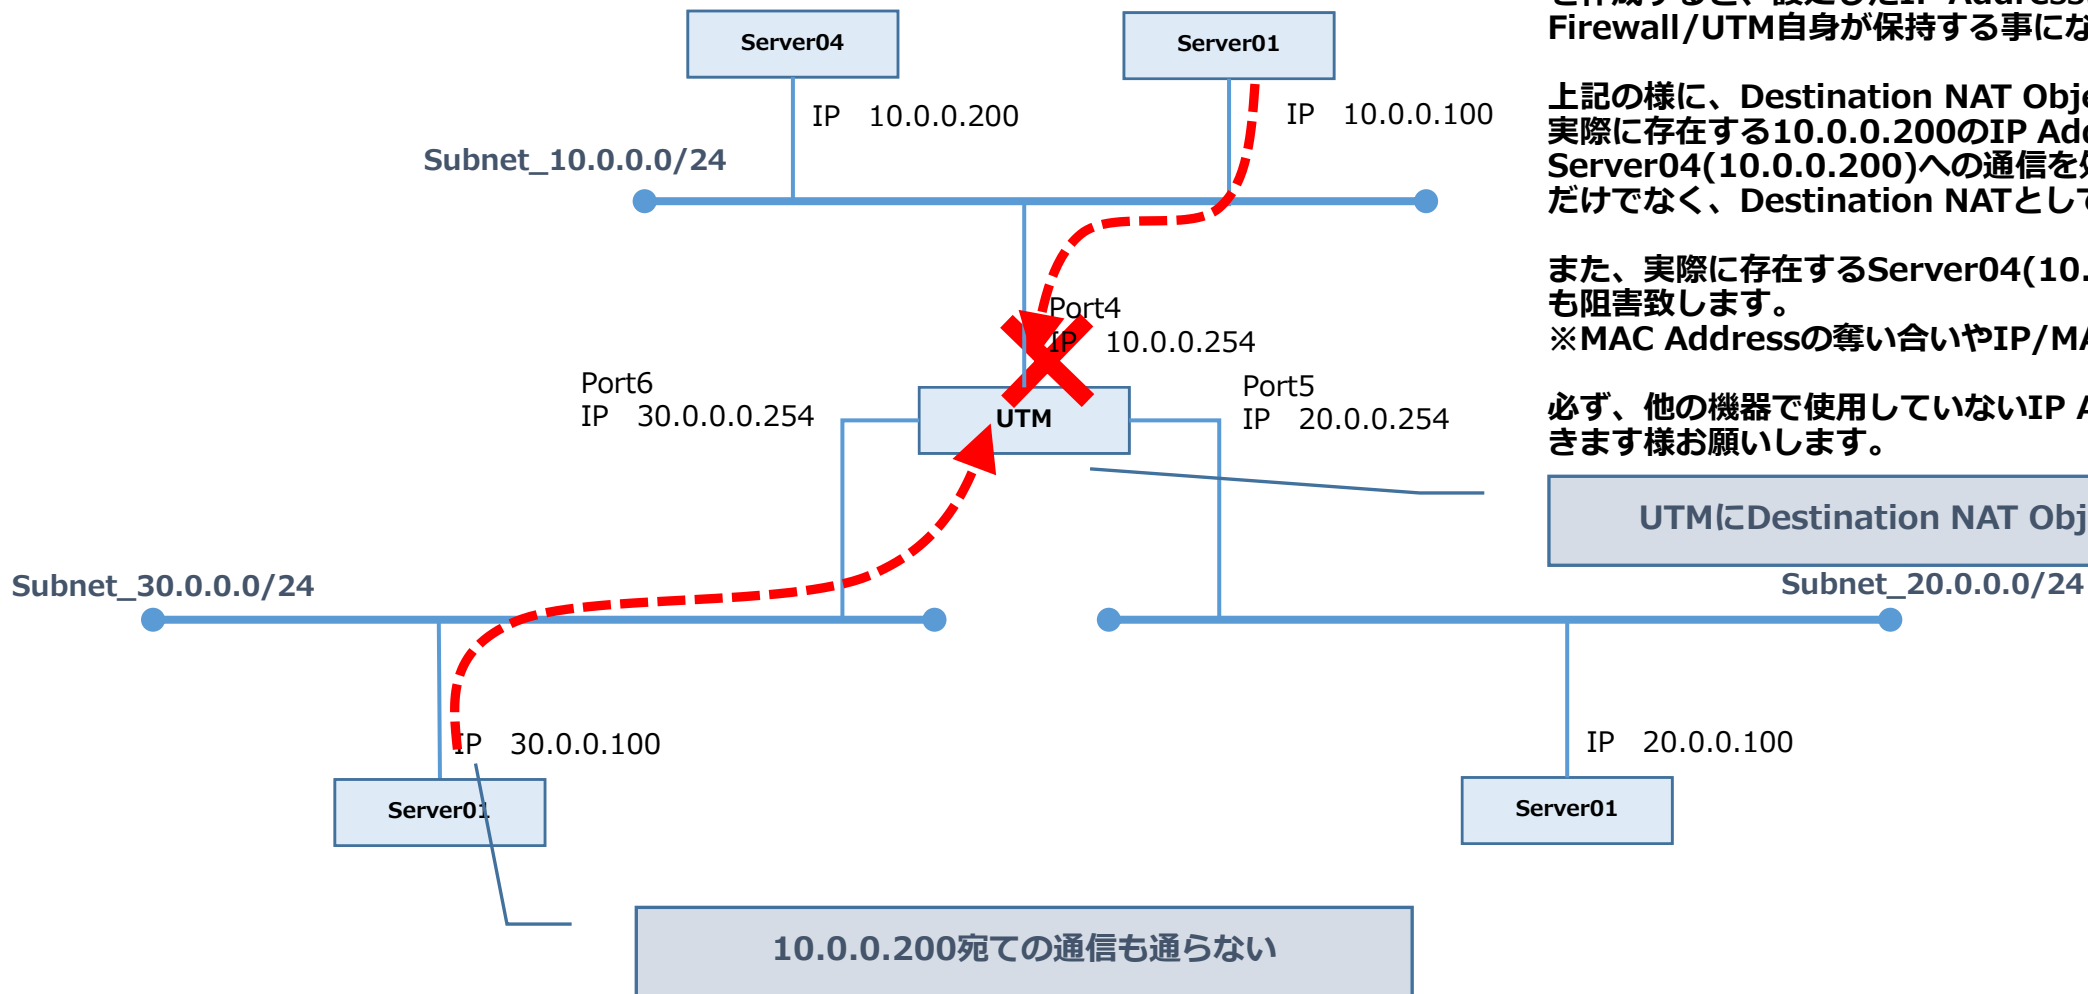 Firewall/UTM自身が保持する事にな
Server04
Server01
IP 10.0.0.200
IP 10.0.0.100
上記の様に、Destination NAT Obj
実際に存在する10.0.0.200のIP Add
Server04(10.0.0.200)への通信を
だけでなく、Destination NATとして
Subnet_10.0.0.0/24
また、実際に存在するServer04(10.
も阻害致します。
※MAC Addressの奪い合いやIP/MA
Port4
IP 10.0.0.254
Port6
IP 30.0.0.0.254
UTM
Port5
IP 20.0.0.254
必ず、他の機器で使用していないIP A
きます様お願いします。
UTMにDestination NAT Obj
Subnet_30.0.0.0/24
Subnet_20.0.0.0/24
IP 30.0.0.100
IP 20.0.0.100
Server01
Server01
10.0.0.200宛ての通信も通らない